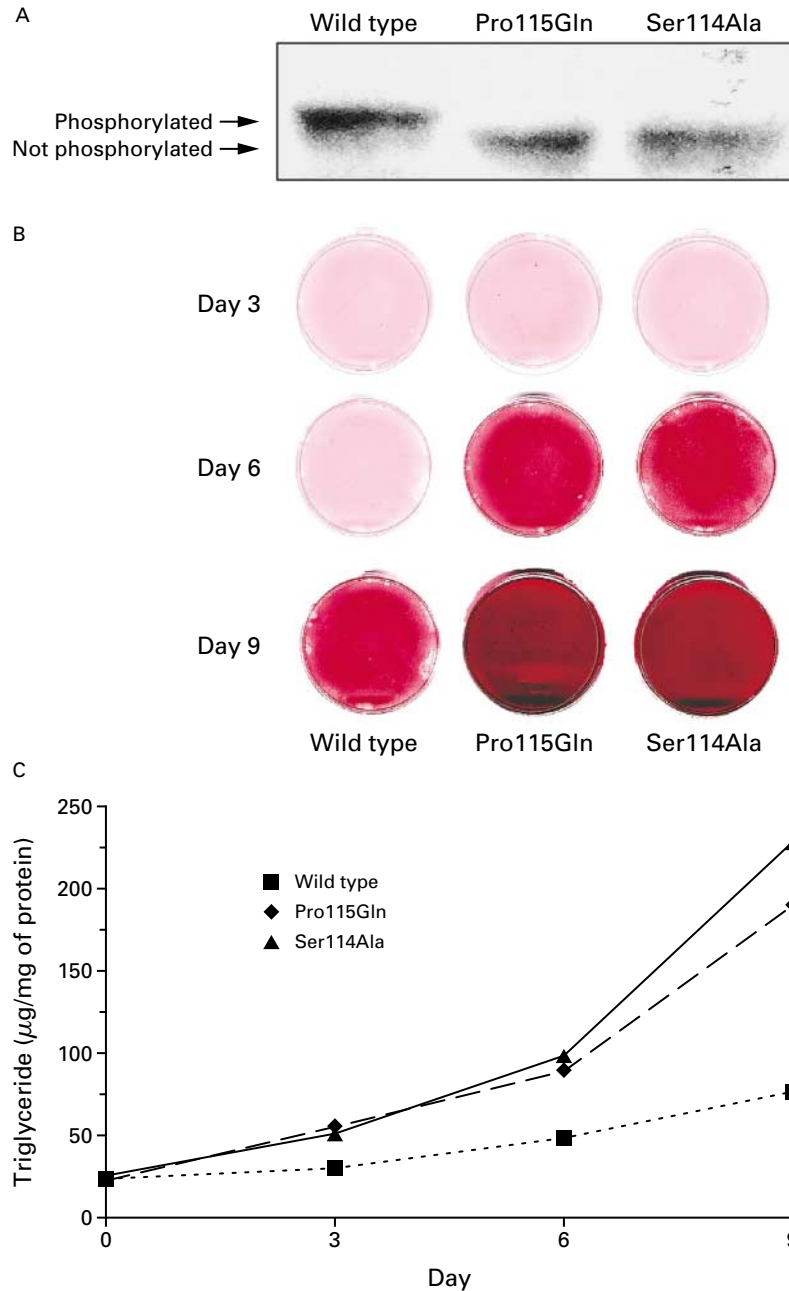 A
Wild type Pro115Gln Ser114Ala
Phosphorylated
Not phosphorylated
B
Day 3
Day 6
Day 9
Wild type Pro115Gln Ser114Ala
C
Triglyceride (μg/mg of protein)
250
200
150
100
50
0
Wild type
Pro115Gln
Ser114Ala
0 3 6
Day